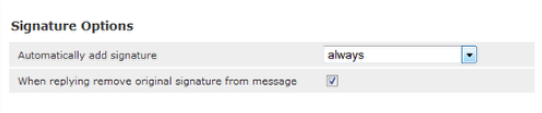 Signature Options
Automatically add signature always
When replying remove original signature from message